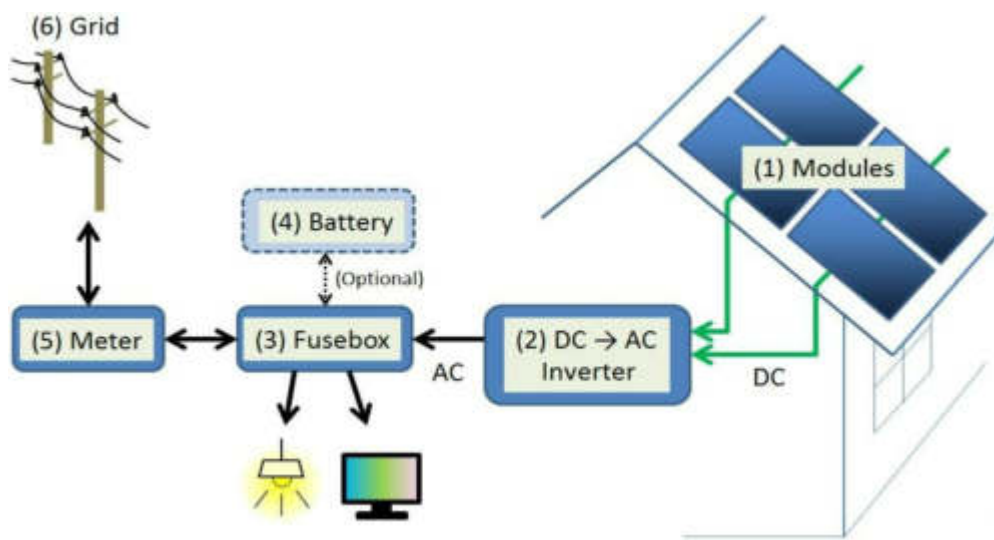 (6) Grid
(1) Modules
(4) Battery
(Optional)
(5) Meter
(3) Fusebox
AC
(2) DC → AC
Inverter
DC